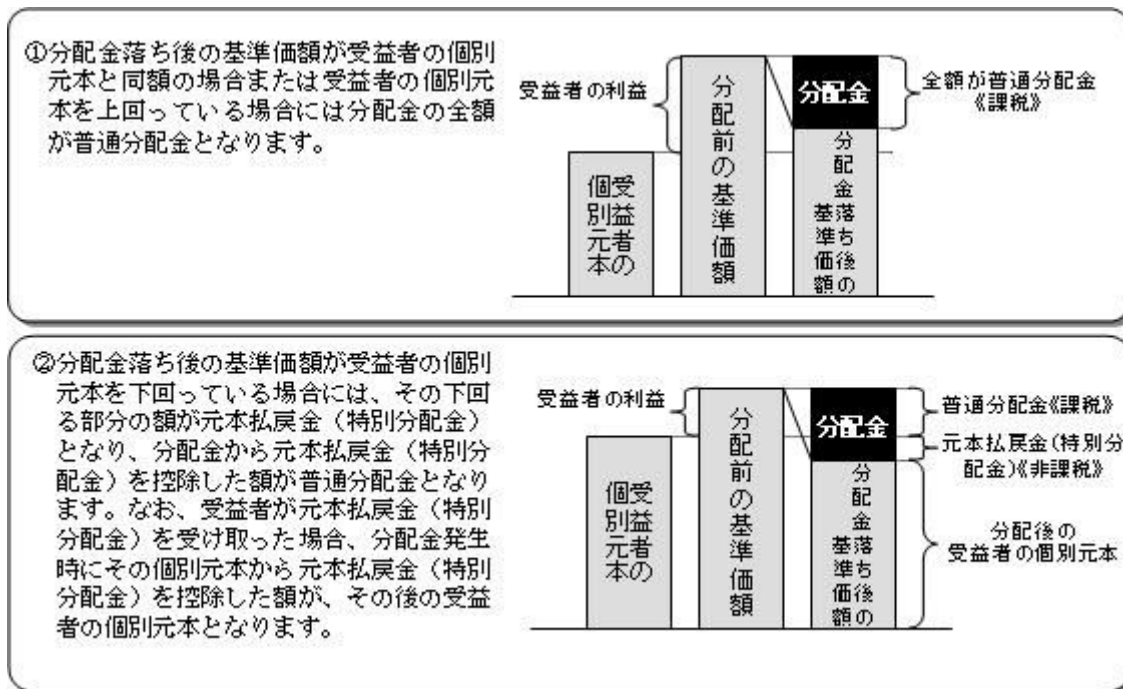 ①分配金落ち後の基準価額が受益者の個別
元本と同額の場合または受益者の個別元
本を上回っている場合には分配金の全額
が普通分配金となります。
受益者の利益
個別元本
受益者の
分配前の基準価額
分配金
分配金落ち後の
基準価額
全額が普通分配金
《課税》
②分配金落ち後の基準価額が受益者の個別
元本を下回っている場合には、その下回
る部分の額が元本払戻金（特別分配金）
となり、分配金から元本払戻金（特別分
配金）を控除した額が普通分配金となり
ます。なお、受益者が元本払戻金（特別
分配金）を受け取った場合、分配金発生
時にその個別元本から元本払戻金（特別
分配金）を控除した額が、その後の受益
者の個別元本となります。
受益者の利益
受益者の
個別元本
分配前の基準価額
分配金
分配金落ち後の
基準価額
普通分配金《課税》
元本払戻金（特別分
配金）《非課税》
分配後の
受益者の個別元本